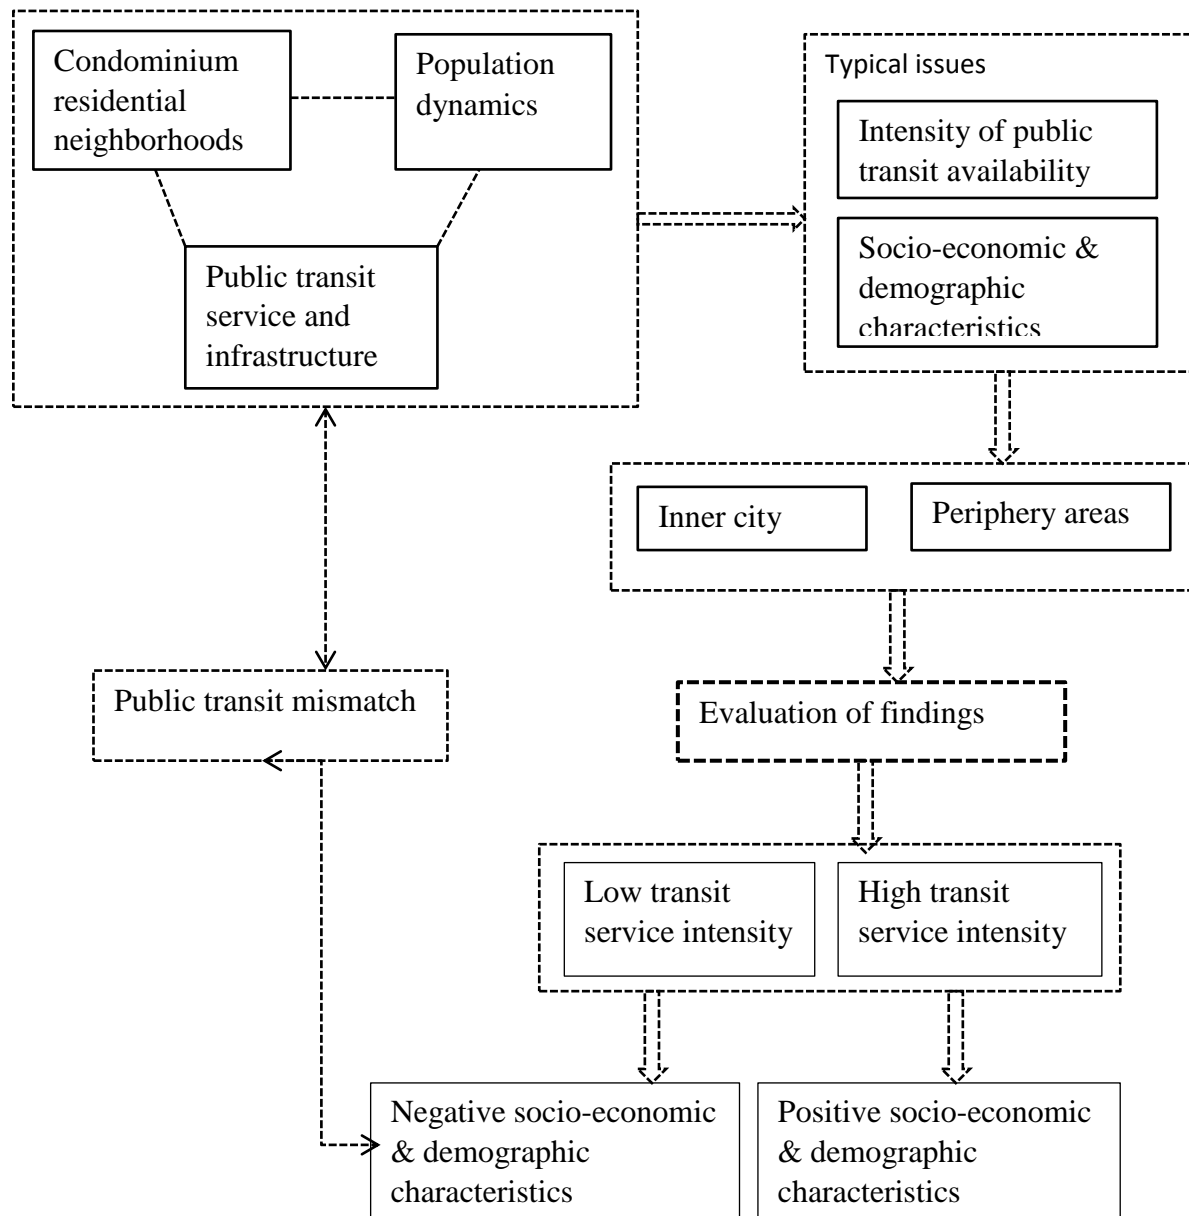 Condominium
residential
neighborhoods
Population
dynamics
Public transit
service and
infrastructure
Typical issues
Intensity of public
transit availability
Socio-economic &
demographic
characteristics
Inner city
Periphery areas
Public transit mismatch
Evaluation of findings
Low transit
service intensity
High transit
service intensity
Negative socio-economic
& demographic
characteristics
Positive socio-economic
& demographic
characteristics